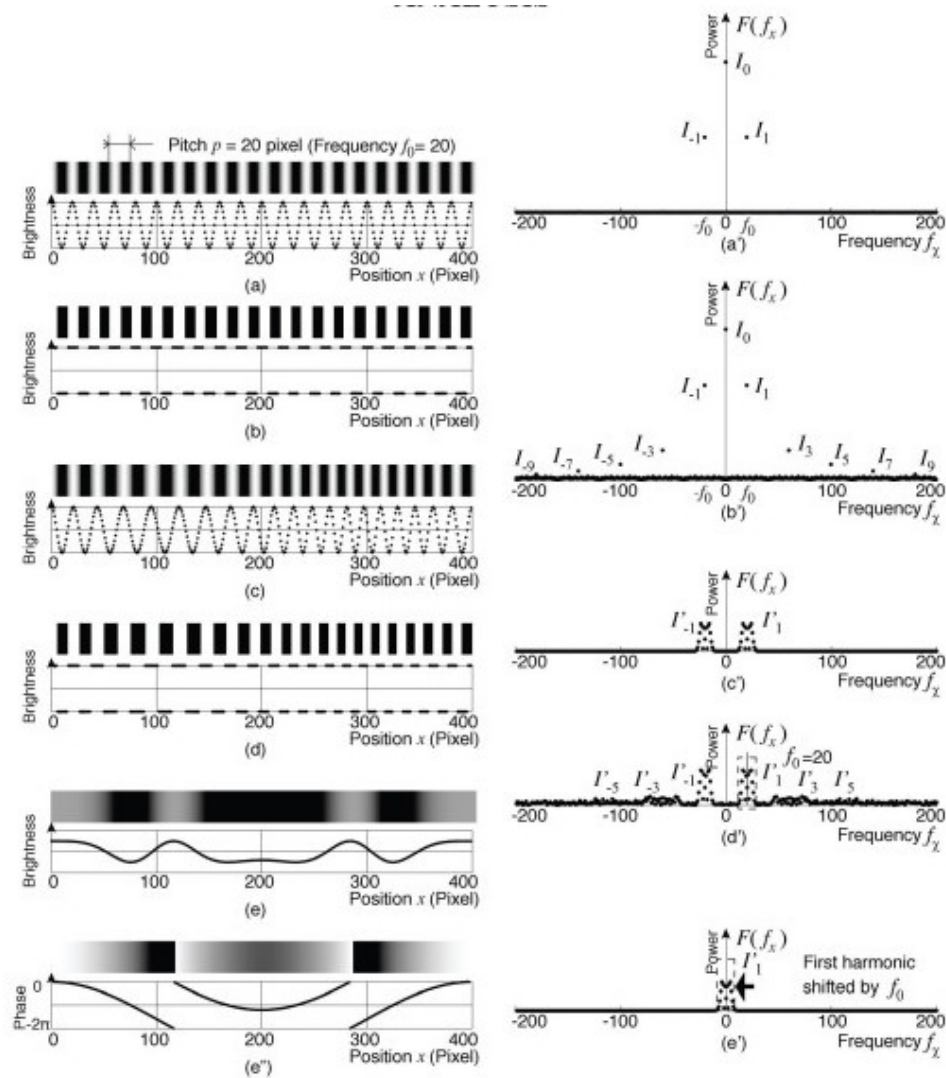 Power F(fx)
I0
I-1 I1
-200 -100 -f0 0 f0 100 200
(a') Frequency fχ
Pitch p = 20 pixel (Frequency f0= 20)
Brightness
0 100 200 300 400
Position x (Pixel)
(a)
Power F(fx)
I0
I-1 I1
I-9 I-7 I-5 I-3 I3 I5 I7 I9
-200 -100 -f0 0 f0 100 200
(b') Frequency fχ
Brightness
0 100 200 300 400
Position x (Pixel)
(b)
Brightness
0 100 200 300 400
Position x (Pixel)
(c)
Power F(fx)
I'-1 I'1
-200 -100 0 100 200
(c') Frequency fχ
Brightness
0 100 200 300 400
Position x (Pixel)
(d)
Power F(fx)
f0=20
I'-5 I'-3 I'-1 I'1 I'3 I'5
-200 -100 0 100 200
(d') Frequency fχ
Brightness
0 100 200 300 400
Position x (Pixel)
(e)
Power F(fx)
I'1 First harmonic
shifted by f0
-200 -100 0 100 200
(e') Frequency fχ
Phase
0
-2π
0 100 200 300 400
Position x (Pixel)
(e")